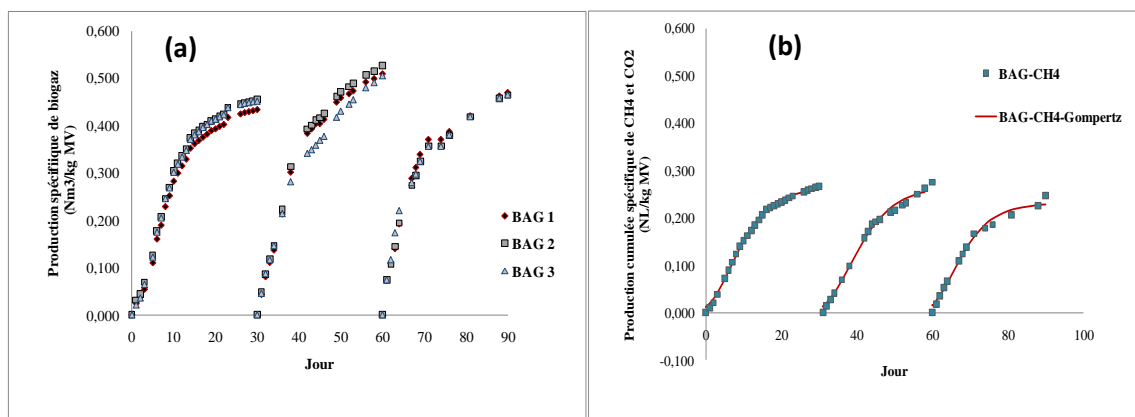 (a)
Production spécifiique de biogaz
(Nm3/kg MV)
0,600
0,500
0,400
0,300
0,200
0,100
0,000
0 10 20 30 40 50 60 70 80 90
Jour
BAG 1
BAG 2
BAG 3
(b)
Production cumulée spécifique de CH4 et CO2
(NL/kg MV)
0,600
0,500
0,400
0,300
0,200
0,100
0,000
-0,100
0 20 40 60 80 100
Jour
BAG-CH4
BAG-CH4-Gompertz